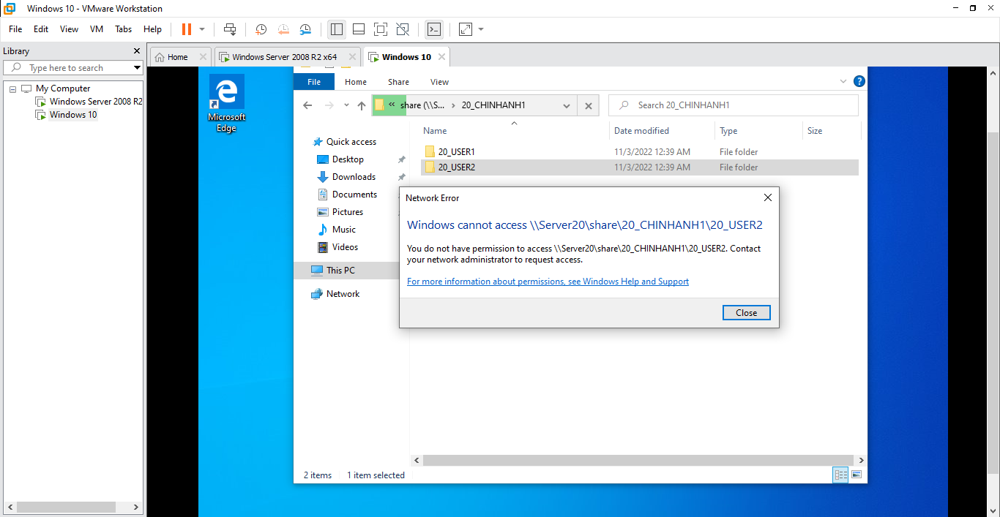 Windows 10 - VMware Workstation
File Edit View VM Tabs Help
Library
Type here to search
My Computer
Windows Server 2008 R2
Windows 10
Home
Windows Server 2008 R2 x64
Windows 10
Microsoft
Edge
File Home Share View
« share (\\S... › 20_CHINHANH1
Search 20_CHINHANH1
Name Date modified Type Size
Quick access
Desktop
Downloads
Documents
Pictures
Music
Videos
This PC
Network
20_USER1 11/3/2022 12:39 AM File folder
20_USER2 11/3/2022 12:39 AM File folder
Network Error
Windows cannot access \\Server20\share\20_CHINHANH1\20_USER2
You do not have permission to access \\Server20\share\20_CHINHANH1\20_USER2. Contact
your network administrator to request access.
For more information about permissions, see Windows Help and Support
Close
2 items 1 item selected